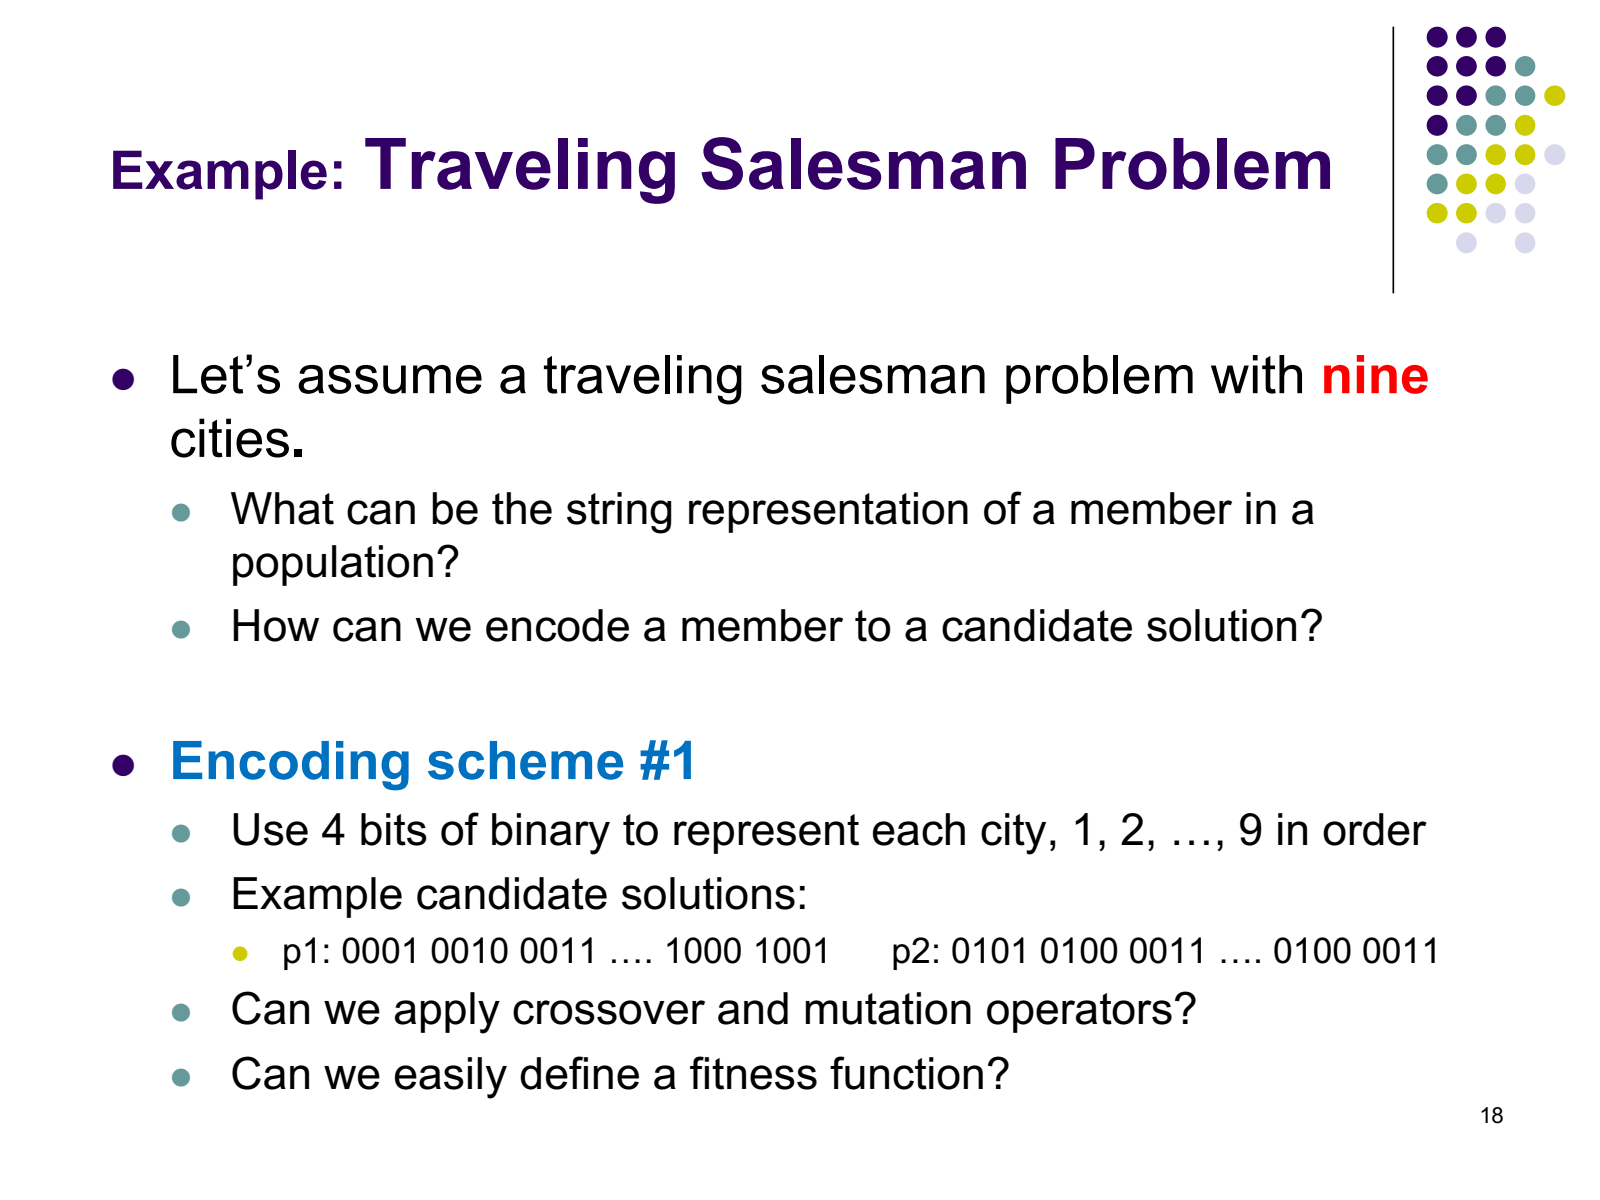 Example: Traveling Salesman Problem
Let’s assume a traveling salesman problem with nine
cities.
What can be the string representation of a member in a
population?
How can we encode a member to a candidate solution?
Encoding scheme #1
Use 4 bits of binary to represent each city, 1, 2, …, 9 in order
Example candidate solutions:
p1: 0001 0010 0011 …. 1000 1001 p2: 0101 0100 0011 …. 0100 0011
Can we apply crossover and mutation operators?
Can we easily define a fitness function?
18